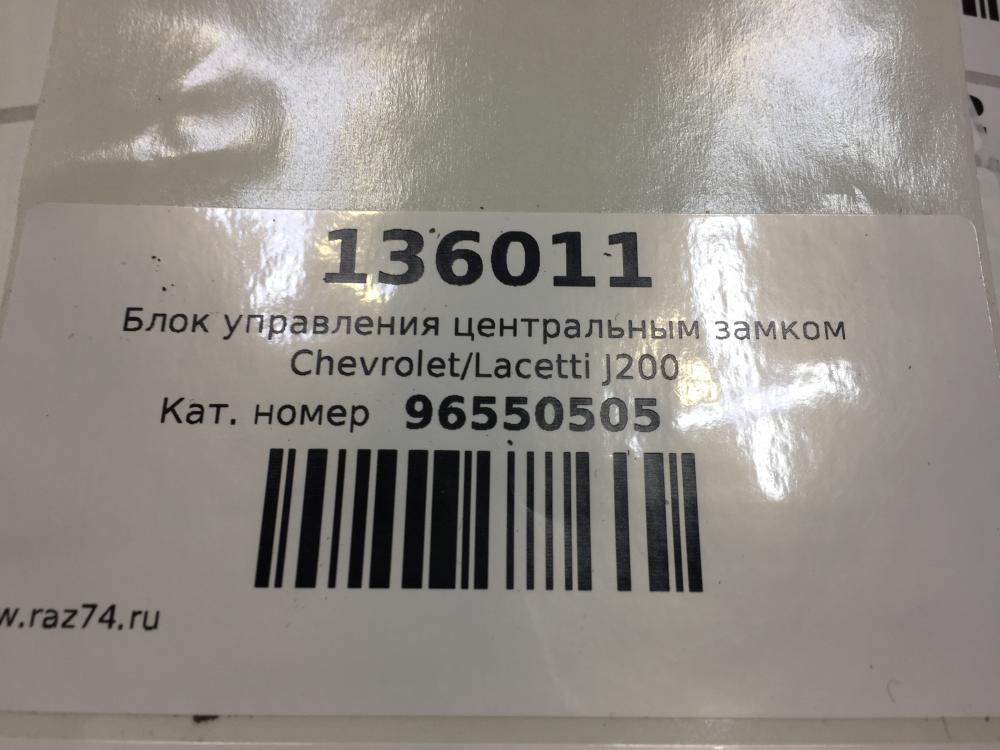 136011
Блок управления центральным замком
Chevrolet/Lacetti J200
Кат. номер 96550505
w.raz74.ru